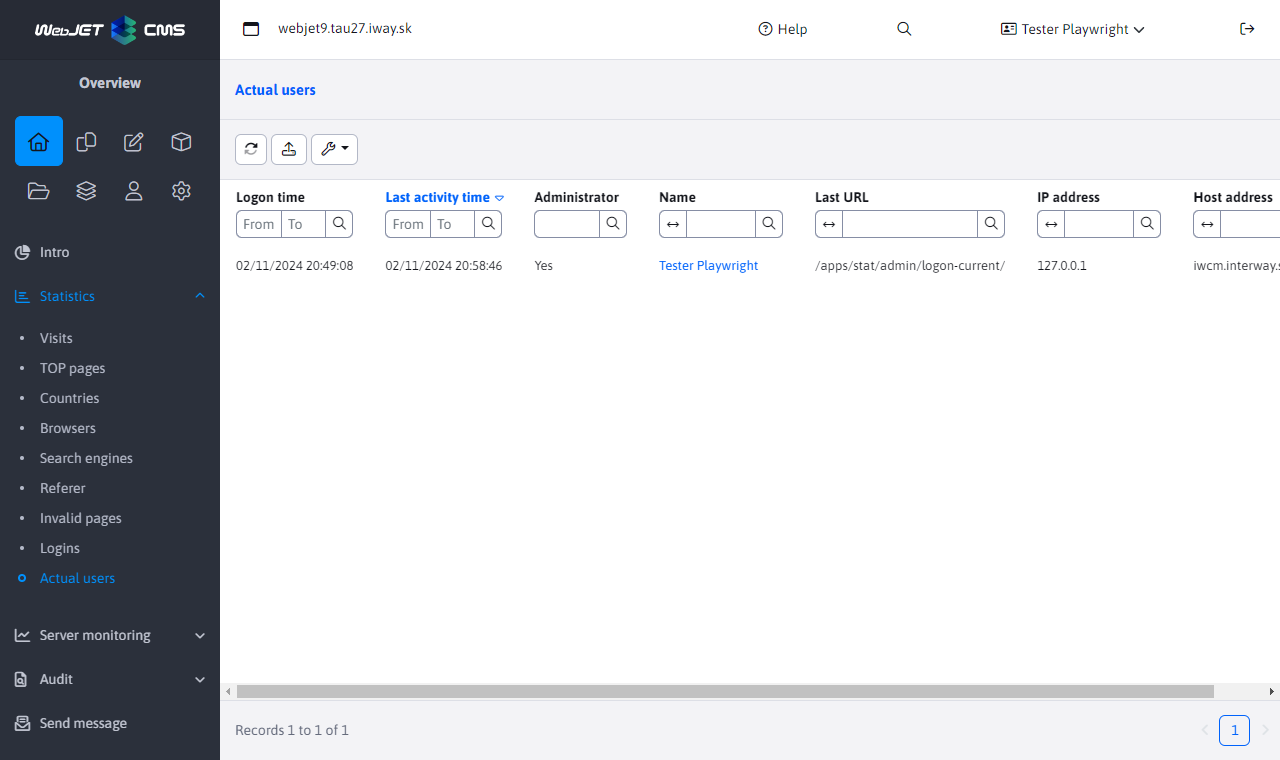 WebJET CMS
webjet9.tau27.iway.sk
Help
Tester Playwright
Overview
Intro
Statistics
Visits
TOP pages
Countries
Browsers
Search engines
Referer
Invalid pages
Logins
Actual users
Server monitoring
Audit
Send message
Actual users
Logon time Last activity time Administrator Name Last URL IP address Host address
From To From To
02/11/2024 20:49:08 02/11/2024 20:58:46 Yes Tester Playwright /apps/stat/admin/logon-current/ 127.0.0.1 iwcm.interway.s
Records 1 to 1 of 1
1